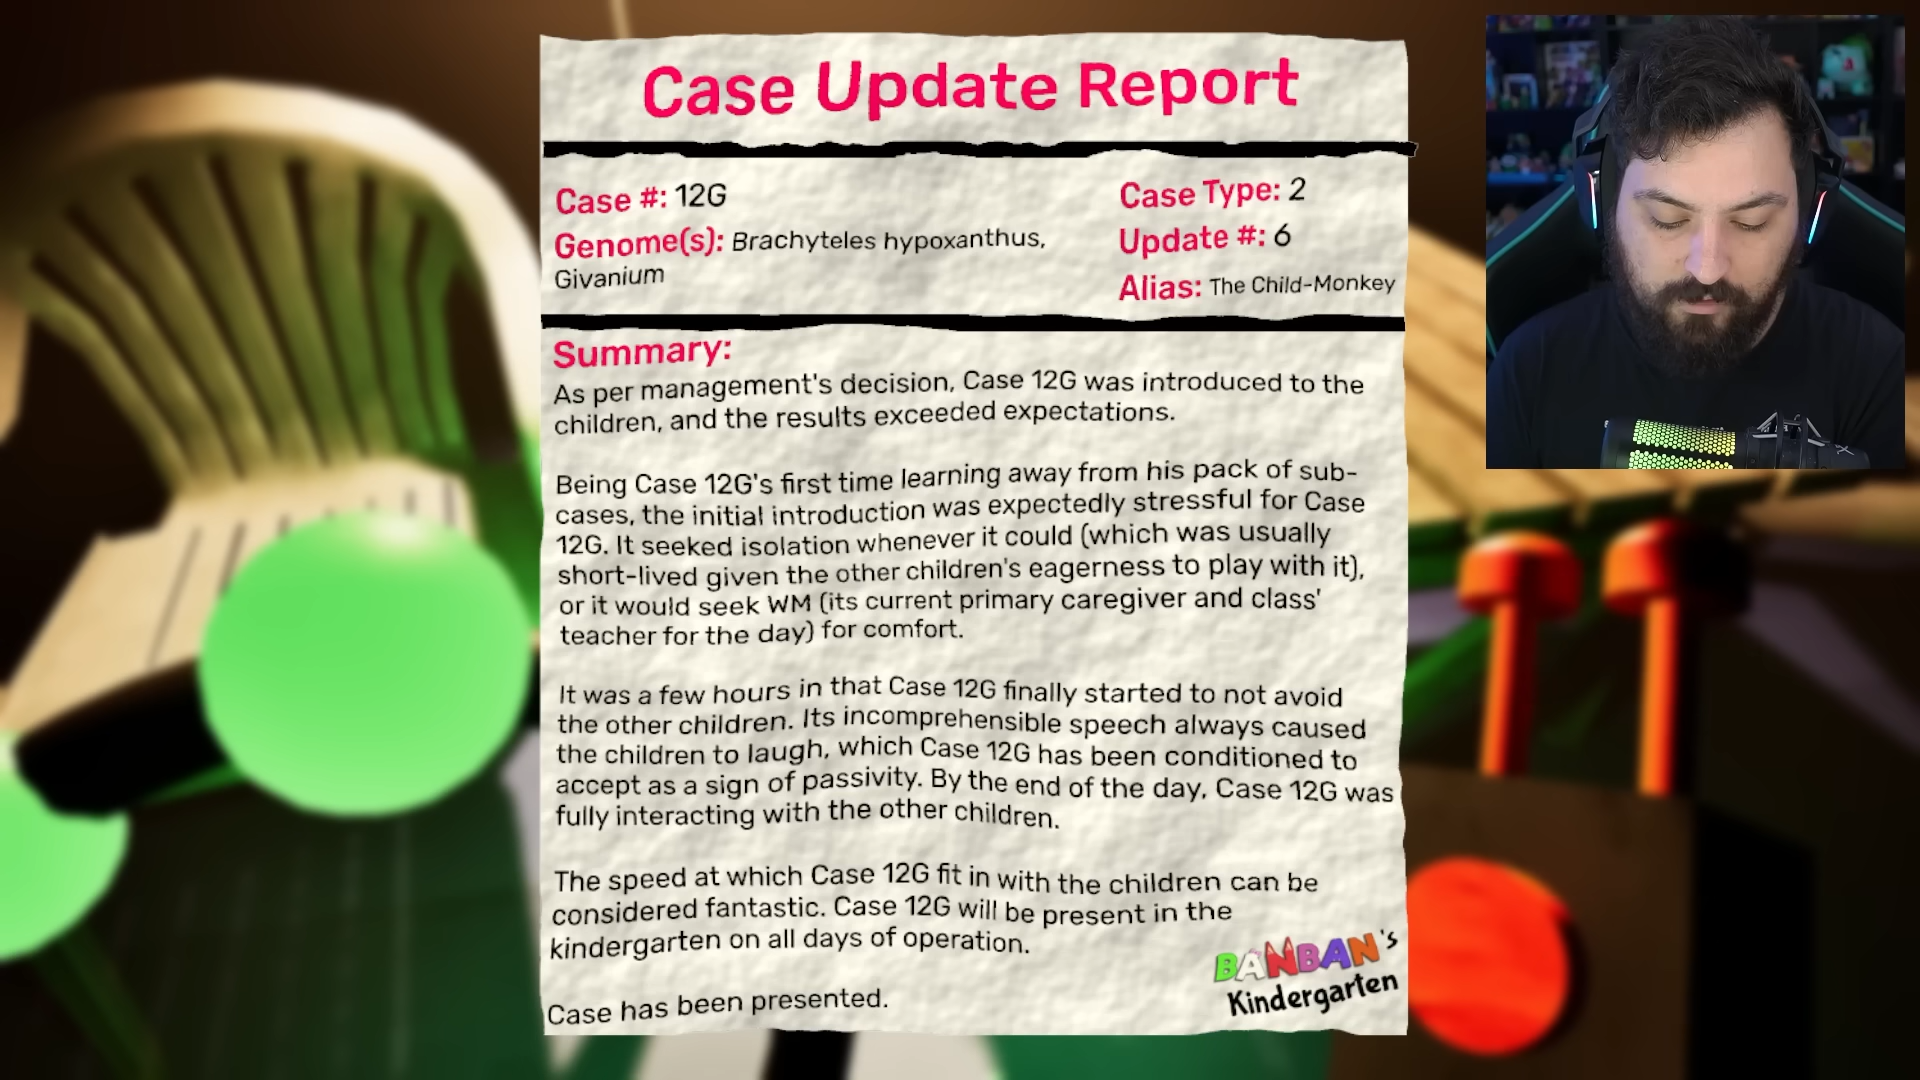 Case Update Report
Case #: 12G
Case Type: 2
Genome(s): Brachyteles hypoxanthus,
Givanium
Update #: 6
Alias: The Child-Monkey
Summary:
As per management's decision, Case 12G was introduced to the
children, and the results exceeded expectations.
Being Case 12G's first time learning away from his pack of sub-
cases, the initial introduction was expectedly stressful for Case
12G. It seeked isolation whenever it could (which was usually
short-lived given the other children's eagerness to play with it),
or it would seek WM (its current primary caregiver and class'
teacher for the day) for comfort.
It was a few hours in that Case 12G finally started to not avoid
the other children. Its incomprehensible speech always caused
the children to laugh, which Case 12G has been conditioned to
accept as a sign of passivity. By the end of the day, Case 12G was
fully interacting with the other children.
The speed at which Case 12G fit in with the children can be
considered fantastic. Case 12G will be present in the
kindergarten on all days of operation.
Case has been presented.
BANBAN's
Kindergarten